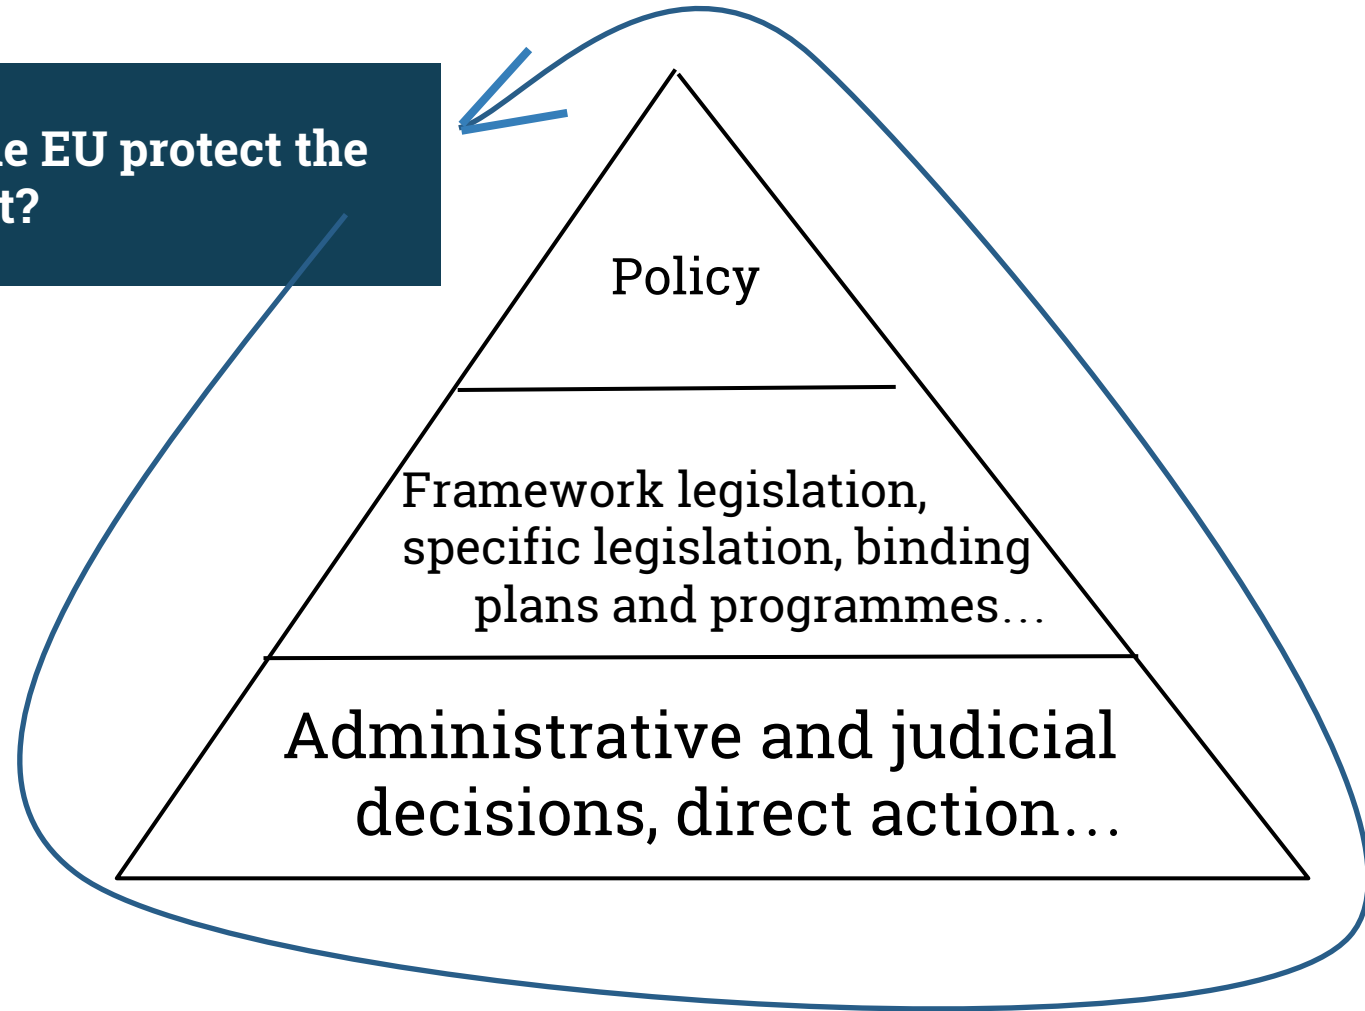 e EU protect the
t?
Policy
Framework legislation,
specific legislation, binding
plans and programmes…
Administrative and judicial
decisions, direct action…